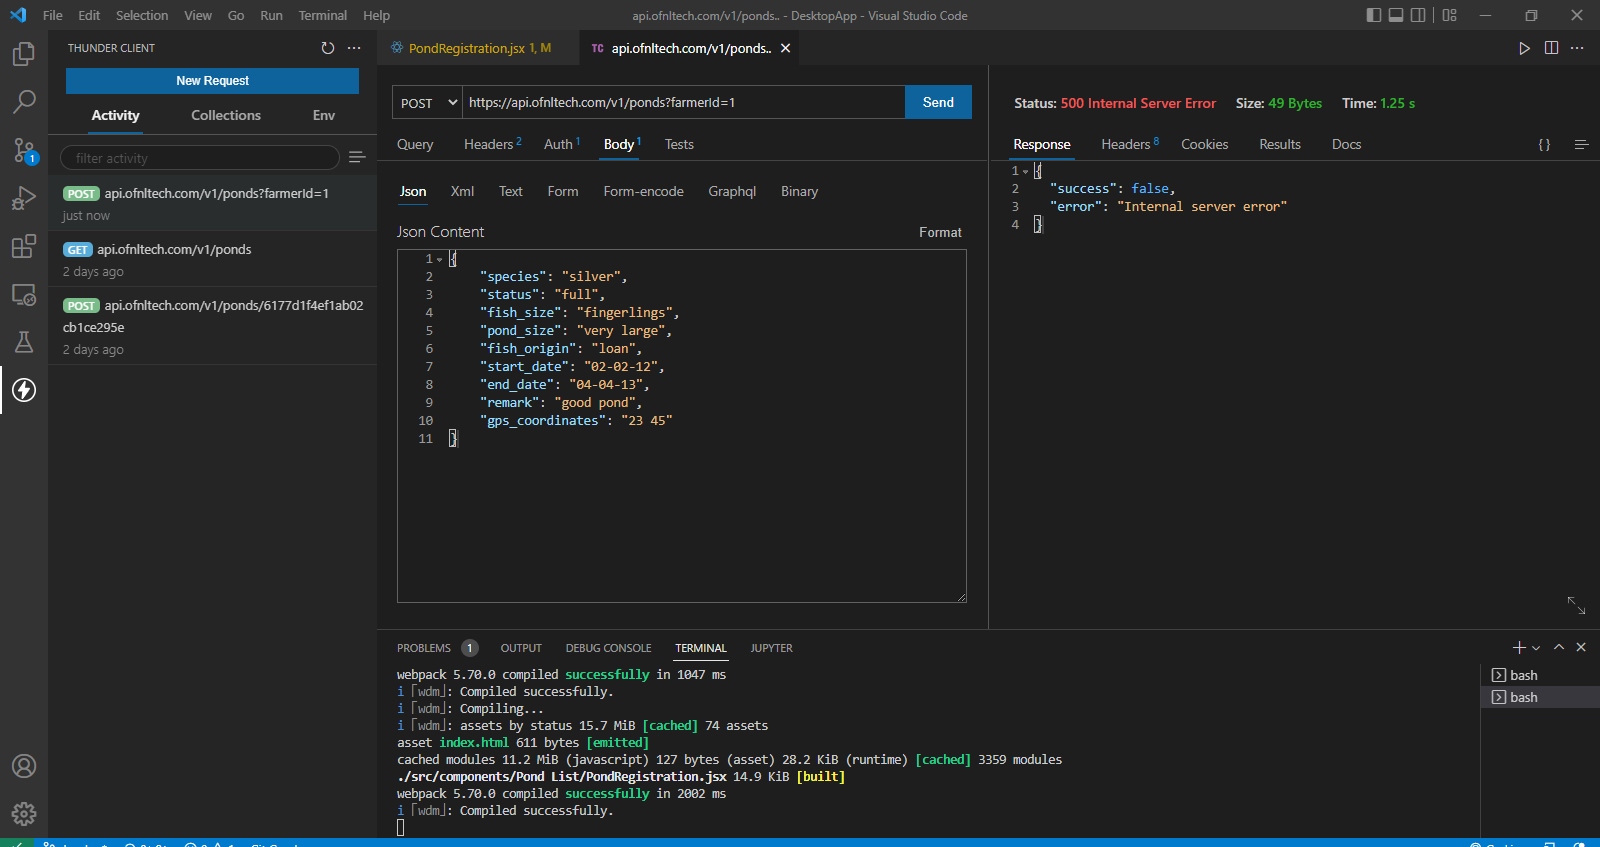 File Edit Selection View Go Run Terminal Help
api.ofnltech.com/v1/ponds.. - DesktopApp - Visual Studio Code
THUNDER CLIENT
New Request
Activity Collections Env
filter activity
POST api.ofnltech.com/v1/ponds?farmerId=1
just now
GET api.ofnltech.com/v1/ponds
2 days ago
POST api.ofnltech.com/v1/ponds/6177d1f4ef1ab02
cb1ce295e
2 days ago
1
PondRegistration.jsx 1, M
TC api.ofnltech.com/v1/ponds..
POST https://api.ofnltech.com/v1/ponds?farmerId=1 Send
Query Headers 2 Auth 1 Body 1 Tests
Json Xml Text Form Form-encode Graphql Binary
Json Content Format
1 {
2 "species": "silver",
3 "status": "full",
4 "fish_size": "fingerlings",
5 "pond_size": "very large",
6 "fish_origin": "loan",
7 "start_date": "02-02-12",
8 "end_date": "04-04-13",
9 "remark": "good pond",
10 "gps_coordinates": "23 45"
11 }
Status: 500 Internal Server Error Size: 49 Bytes Time: 1.25 s
Response Headers 8 Cookies Results Docs { }
1 {
2 "success": false,
3 "error": "Internal server error"
4 }
PROBLEMS 1 OUTPUT DEBUG CONSOLE TERMINAL JUPYTER
webpack 5.70.0 compiled successfully in 1047 ms
i ｢wdm｣: Compiled successfully.
i ｢wdm｣: Compiling...
i ｢wdm｣: assets by status 15.7 MiB [cached] 74 assets
asset index.html 611 bytes [emitted]
cached modules 11.2 MiB (javascript) 127 bytes (asset) 28.2 KiB (runtime) [cached] 3359 modules
./src/components/Pond List/PondRegistration.jsx 14.9 KiB [built]
webpack 5.70.0 compiled successfully in 2002 ms
i ｢wdm｣: Compiled successfully.
bash
bash